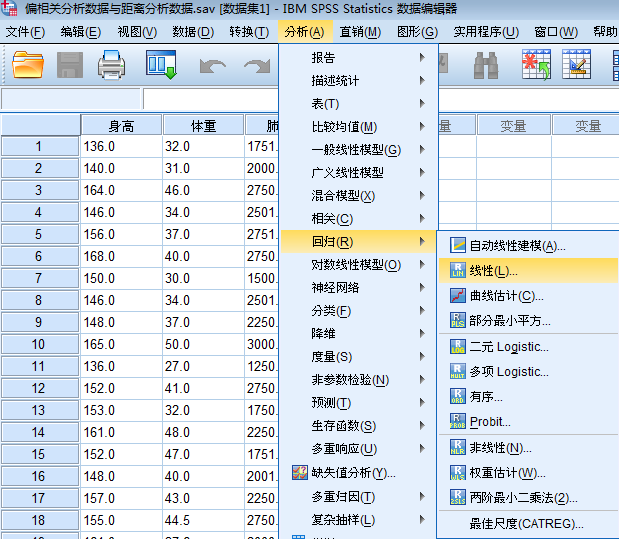 偏相关分析数据与距离分析数据.sav [数据集1] - IBM SPSS Statistics 数据编辑器
文件(F) 编辑(E) 视图(V) 数据(D) 转换(T) 分析(A) 直销(M) 图形(G) 实用程序(U) 窗口(W) 帮助
身高 体重 肺 量 变量 变量
1 136.0 32.0 1751.
2 140.0 31.0 2000.
3 164.0 46.0 2750.
4 146.0 34.0 2501.
5 156.0 37.0 2751.
6 168.0 40.0 2750.
7 150.0 30.0 1500.
8 146.0 34.0 2501.
9 148.0 37.0 2250.
10 165.0 50.0 3000.
11 136.0 27.0 1250.
12 152.0 41.0 2750.
13 153.0 32.0 1750.
14 161.0 48.0 2250.
15 152.0 47.0 1751.
16 148.0 40.0 2001.
17 157.0 43.0 2250.
18 155.0 44.5 2750.
报告
描述统计
表(T)
比较均值(M)
一般线性模型(G)
广义线性模型
混合模型(X)
相关(C)
回归(R)
对数线性模型(O)
神经网络
分类(F)
降维
度量(S)
非参数检验(N)
预测(T)
生存函数(S)
多重响应(U)
缺失值分析(Y)...
多重归因(T)
复杂抽样(L)
自动线性建模(A)...
线性(L)...
曲线估计(C)...
部分最小平方...
二元 Logistic...
多项 Logistic...
有序...
Probit...
非线性(N)...
权重估计(W)...
两阶最小二乘法(2)...
最佳尺度(CATREG)...